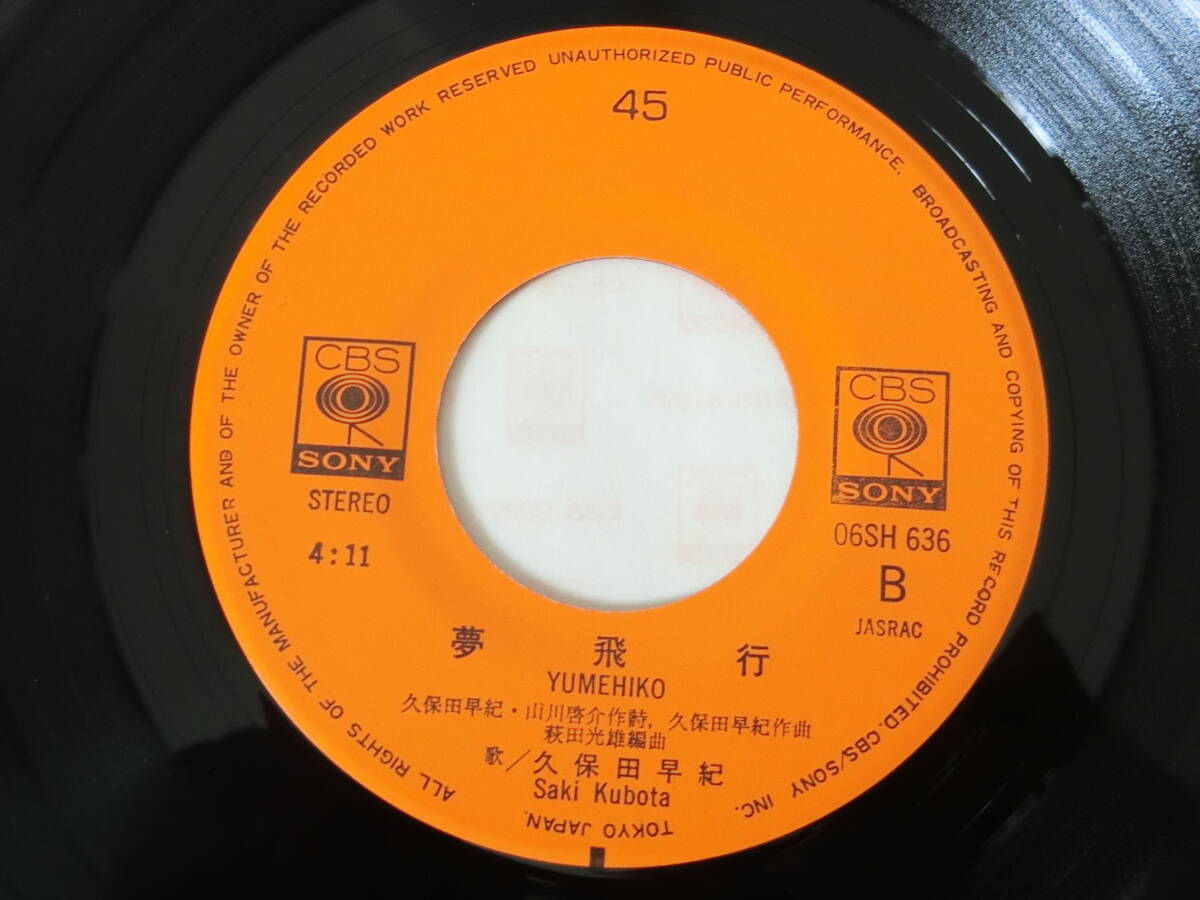 ALL RIGHTS OF THE MANUFACTURER AND OF THE OWNER OF THE RECORDED WORK RESERVED UNAUTHORIZED PUBLIC PERFORMANCE. BROADCASTING AND COPYING OF THIS RECORD PROHIBITED. CBS/SONY INC.
TOKYO JAPAN.
45
CBS
SONY
STEREO
4:11
CBS
SONY
06SH 636
B
JASRAC
夢飛行
YUMEHIKO
久保田早紀・山川啓介作詩, 久保田早紀作曲
萩田光雄編曲
歌/久保田早紀
Saki Kubota